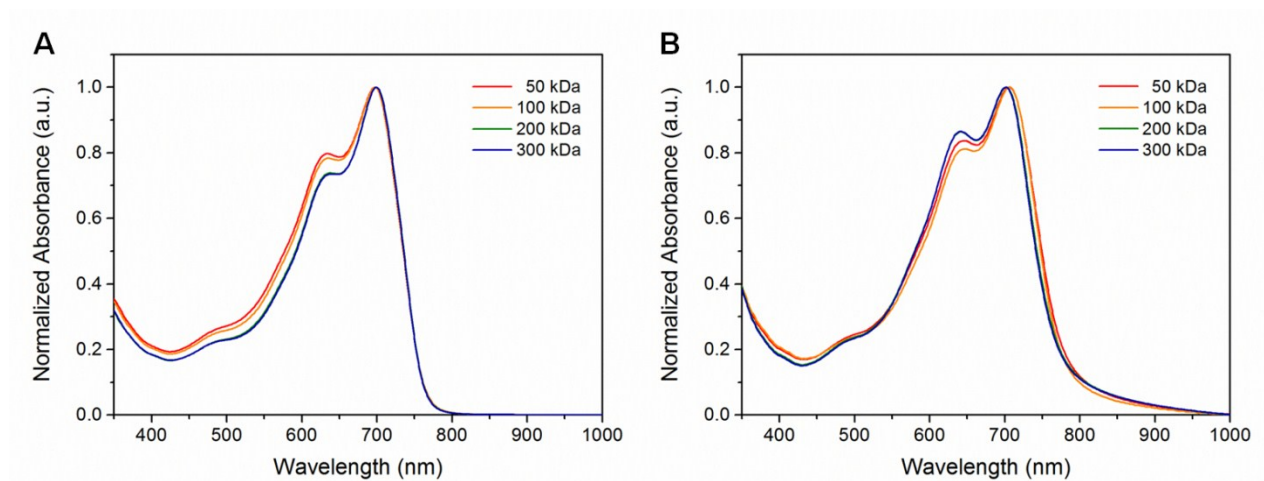 A
Normalized Absorbance (a.u.)
1.0
0.8
0.6
0.4
0.2
0.0
50 kDa
100 kDa
200 kDa
300 kDa
400 500 600 700 800 900 1000
Wavelength (nm)
B
Normalized Absorbance (a.u.)
1.0
0.8
0.6
0.4
0.2
0.0
50 kDa
100 kDa
200 kDa
300 kDa
400 500 600 700 800 900 1000
Wavelength (nm)